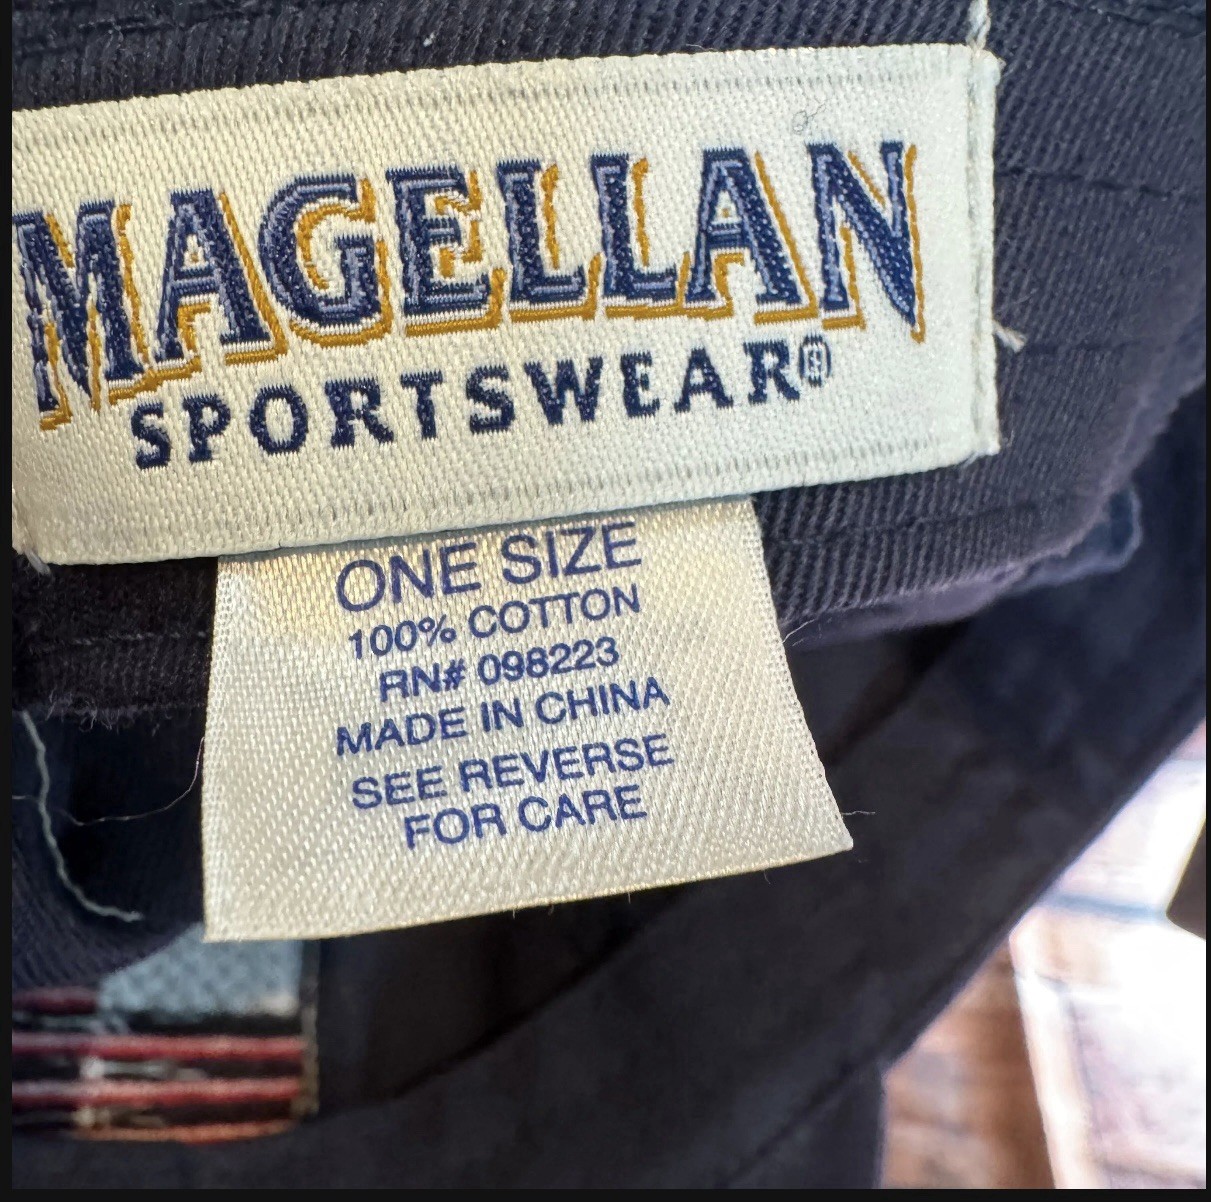 MAGELLAN
SPORTSWEAR®
ONE SIZE
100% COTTON
RN# 098223
MADE IN CHINA
SEE REVERSE
FOR CARE